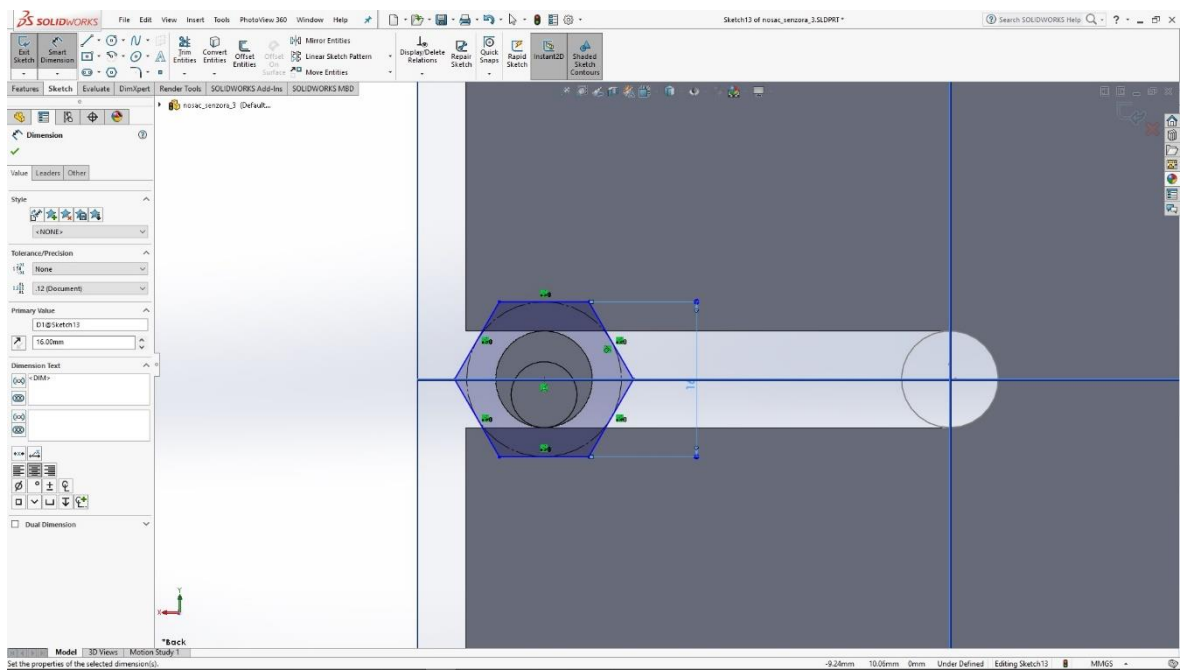 SOLIDWORKS File Edit View Insert Tools PhotoView 360 Window Help Sketch13 of nosac_senzora_3.SLDPRT * Search SOLIDWORKS Help
Exit Sketch Smart Dimension Trim Entities Convert Entities Offset Entities Offset On Surface Mirror Entities Linear Sketch Pattern More Entities Display/Delete Relations Repair Sketch Quick Snaps Rapid Sketch Instant2D Shaded Sketch Contours
Features Sketch Evaluate DimXpert Render Tools SOLIDWORKS Add-Ins SOLIDWORKS MBD
nosac_senzora_3 (Default...
Dimension
Value Leaders Other
Style
<NONE>
Tolerance/Precision
None
.12 (Document)
Primary Value
D1@Sketch13
16.00mm
Dimension Text
<DIM>
Dual Dimension
16
Y
X
*Back
Model 3D Views Motion Study 1
Set the properties of the selected dimension(s). -9.24mm 10.06mm 0mm Under Defined Editing Sketch13 MMGS